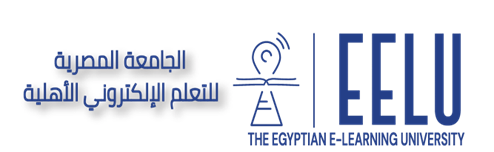 الجامعة المصرية
للتعلم الإلكتروني الأهلية
EELU
THE EGYPTIAN E-LEARNING UNIVERSITY